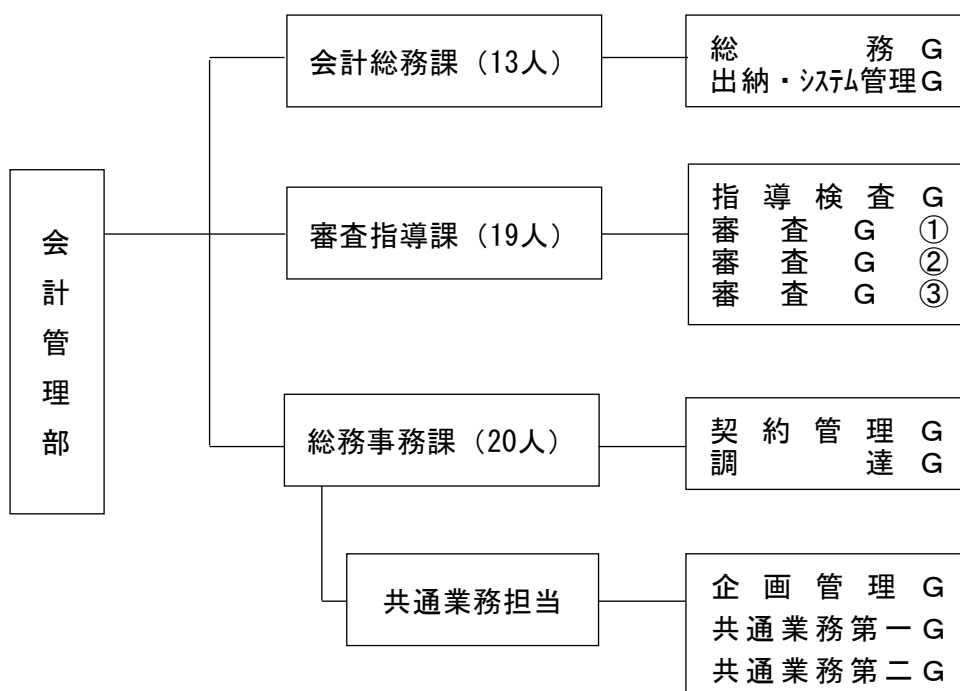 会計管理部
会計総務課（13人）
総務G
出納・ｼｽﾃﾑ管理G
審査指導課（19人）
指導検査G
審査G①
審査G②
審査G③
総務事務課（20人）
契約管理G
調達G
共通業務担当
企画管理G
共通業務第一G
共通業務第二G